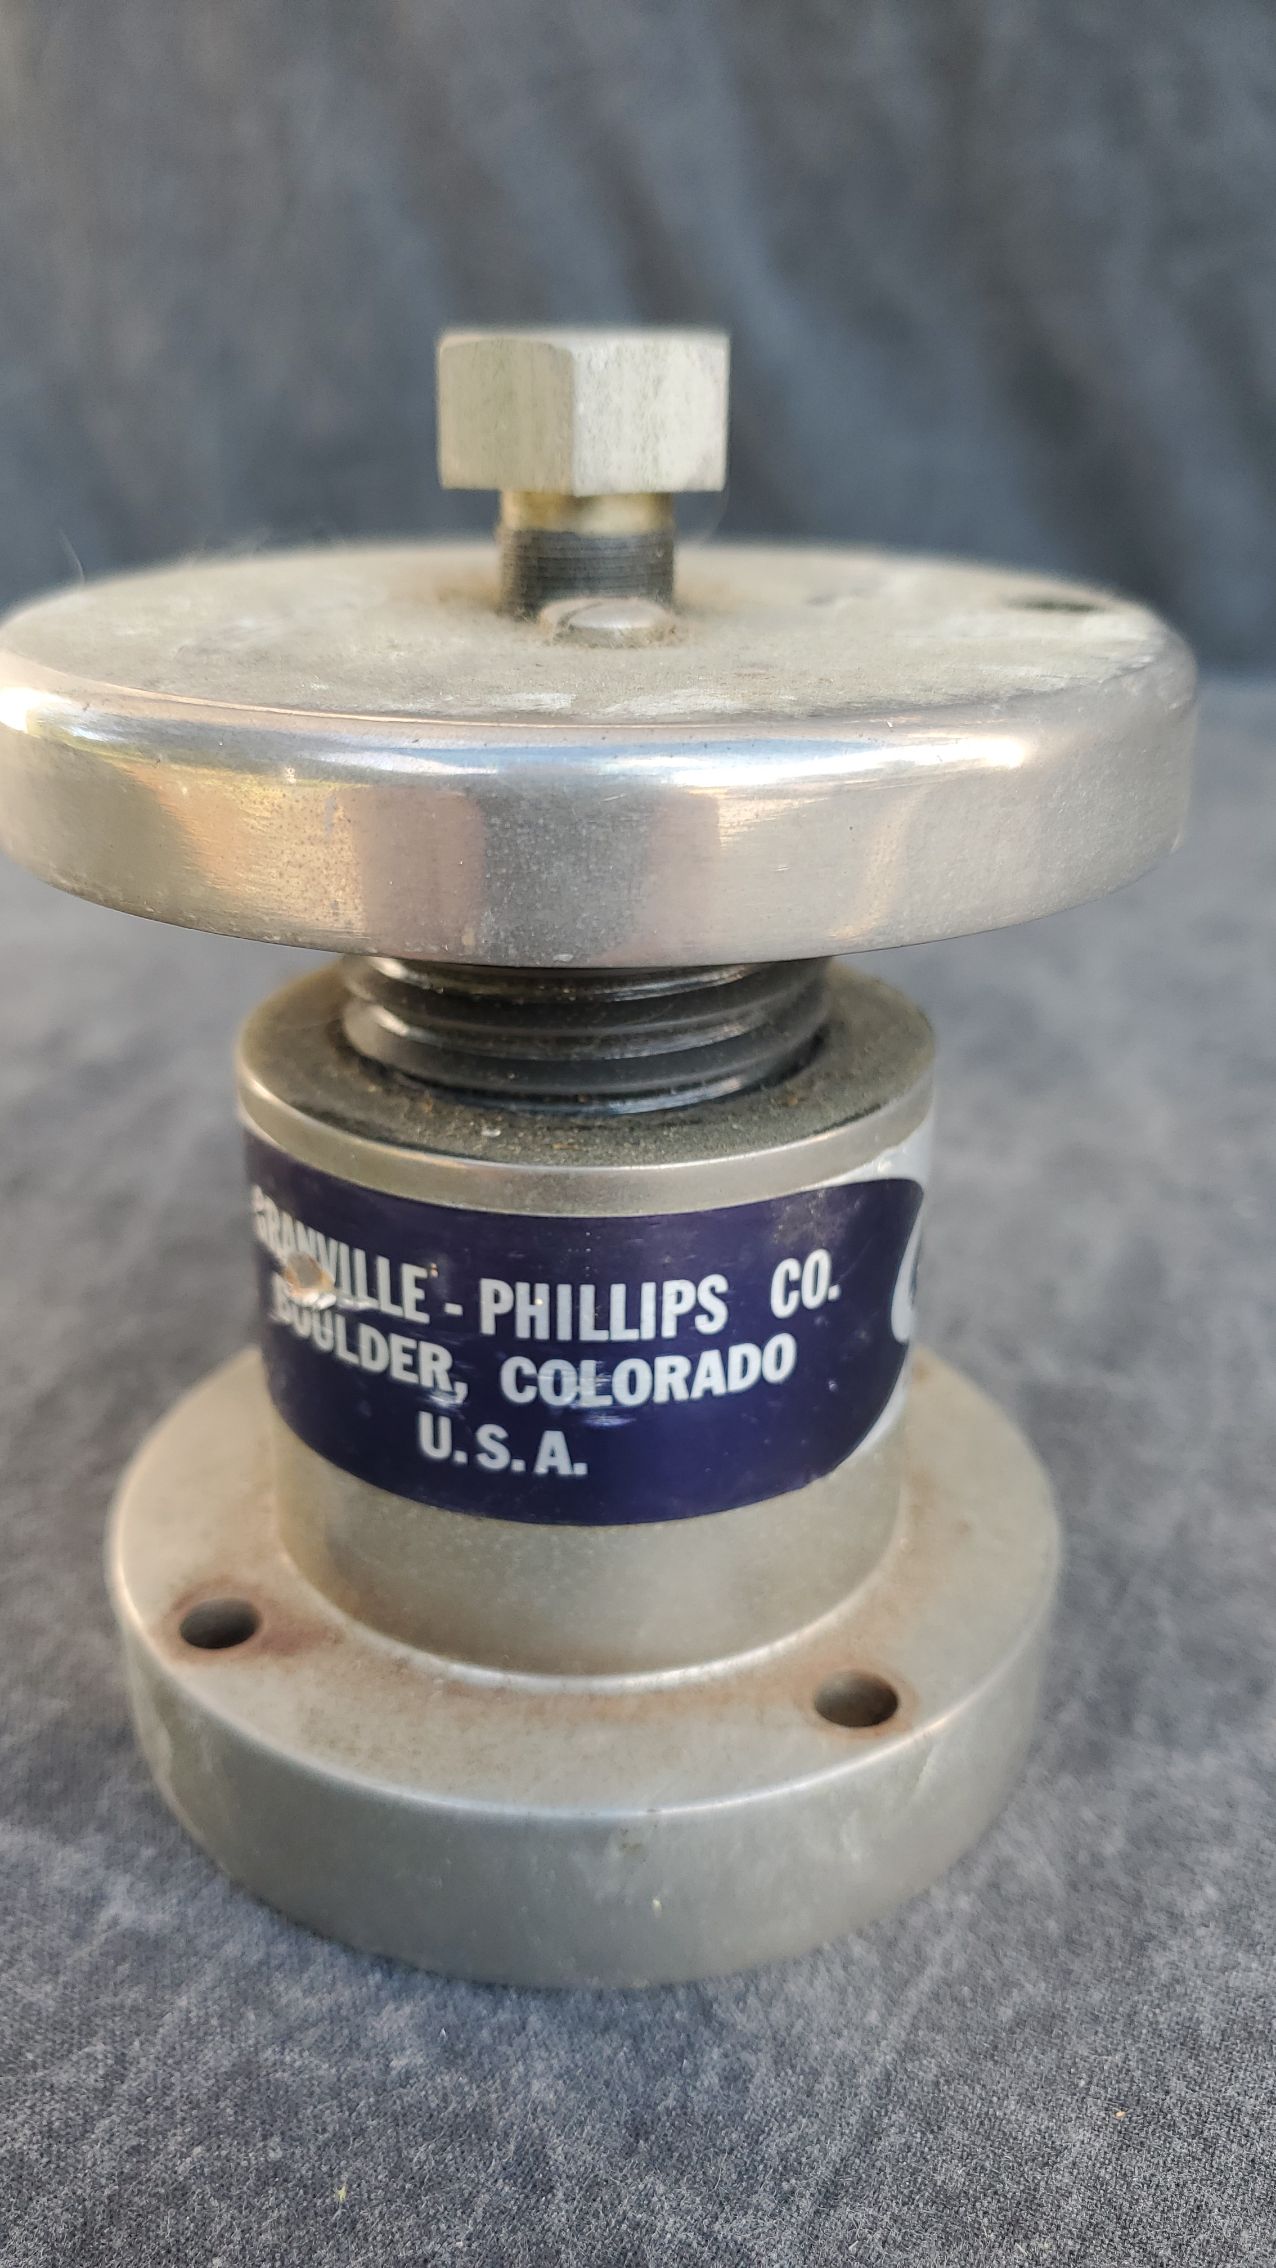 GRANVILLE - PHILLIPS CO.
BOULDER, COLORADO
U.S.A.